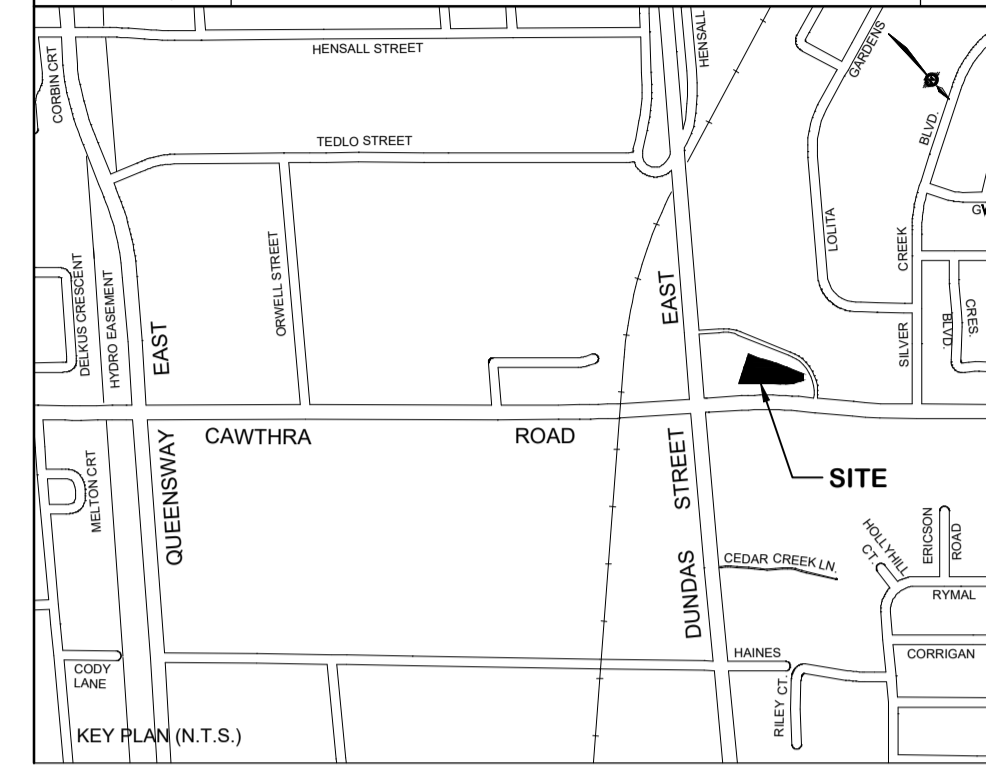 HENSALL STREET
HENSALL
CORBIN CRT
GARDENS
BLVD.
TEDLO STREET
ORWELL STREET
LOLITA
CREEK
SILVER
BLVD.
CRES.
DELKUS CRESCENT
HYDRO EASEMENT
EAST
EAST
CAWTHRA
ROAD
QUEENSWAY
MELTON CRT
DUNDAS STREET
SITE
CEDAR CREEK LN.
HOLLYHILL
CT.
ERICSON
ROAD
RYMAL
HAINES
CORRIGAN
CODY
LANE
RILEY CT.
KEY PLAN (N.T.S.)